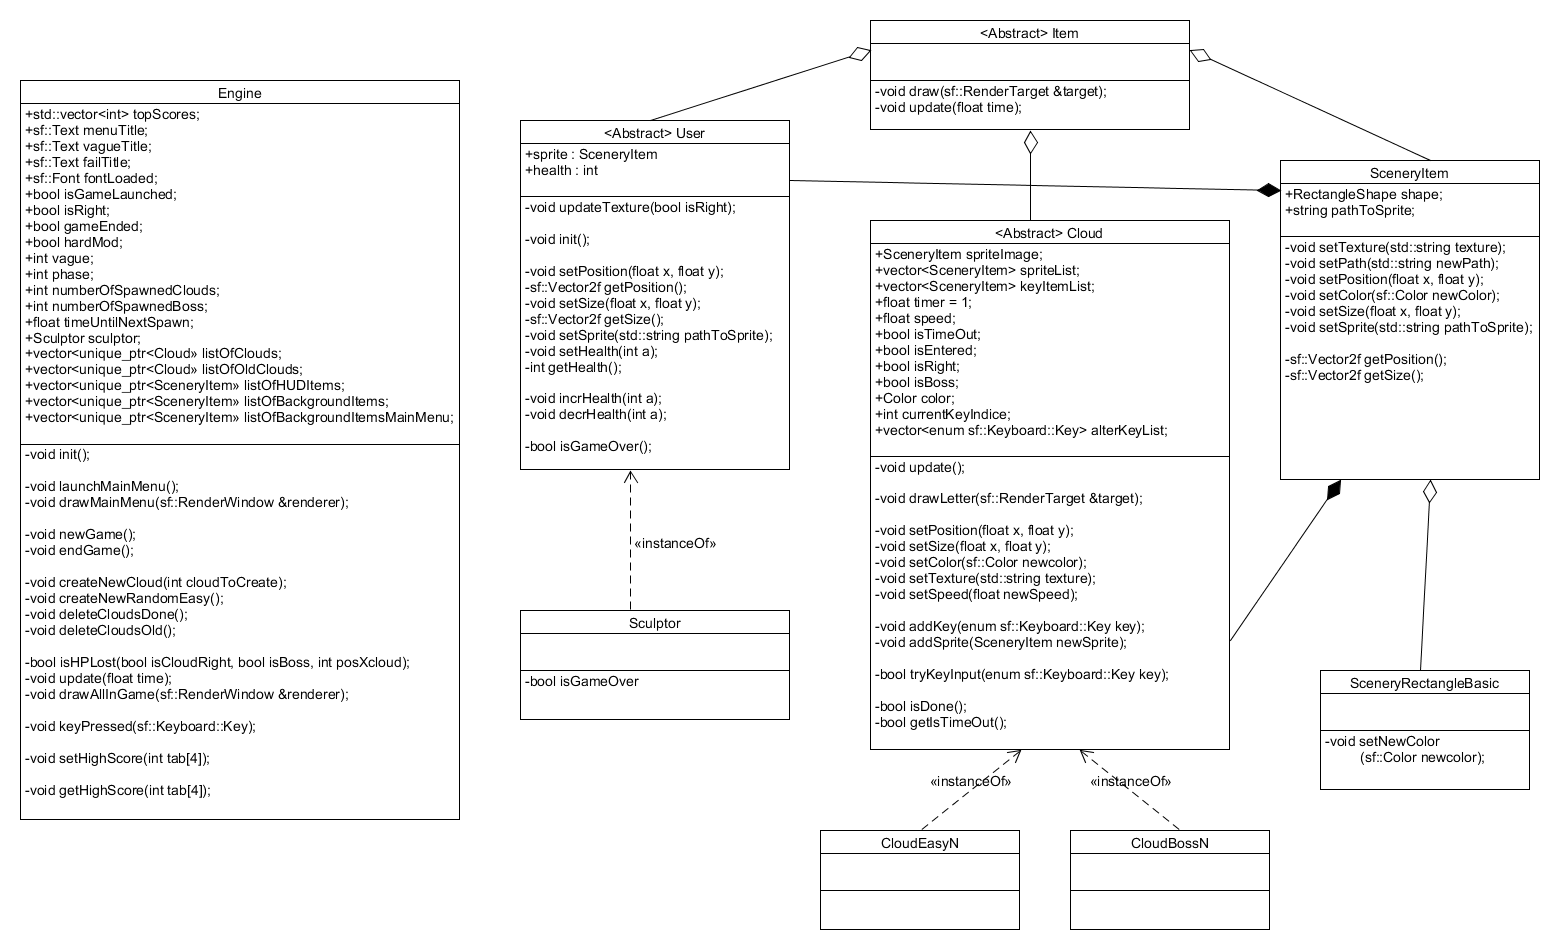 Engine
+std::vector<int> topScores;
+sf::Text menuTitle;
+sf::Text vagueTitle;
+sf::Text failTitle;
+sf::Font fontLoaded;
+bool isGameLaunched;
+bool isRight;
+bool gameEnded;
+bool hardMod;
+int vague;
+int phase;
+int numberOfSpawnedClouds;
+int numberOfSpawnedBoss;
+float timeUntilNextSpawn;
+Sculptor sculptor;
+vector<unique_ptr<Cloud» listOfClouds;
+vector<unique_ptr<Cloud» listOfOldClouds;
+vector<unique_ptr<SceneryItem» listOfHUDItems;
+vector<unique_ptr<SceneryItem» listOfBackgroundItems;
+vector<unique_ptr<SceneryItem» listOfBackgroundItemsMainMenu;
-void init();
-void launchMainMenu();
-void drawMainMenu(sf::RenderWindow &renderer);
-void newGame();
-void endGame();
-void createNewCloud(int cloudToCreate);
-void createNewRandomEasy();
-void deleteCloudsDone();
-void deleteCloudsOld();
-bool isHPLost(bool isCloudRight, bool isBoss, int posXcloud);
-void update(float time);
-void drawAllInGame(sf::RenderWindow &renderer);
-void keyPressed(sf::Keyboard::Key);
-void setHighScore(int tab[4]);
-void getHighScore(int tab[4]);
<Abstract> User
+sprite : SceneryItem
+health : int
-void updateTexture(bool isRight);
-void init();
-void setPosition(float x, float y);
-sf::Vector2f getPosition();
-void setSize(float x, float y);
-sf::Vector2f getSize();
-void setSprite(std::string pathToSprite);
-void setHealth(int a);
-int getHealth();
-void incrHealth(int a);
-void decrHealth(int a);
-bool isGameOver();
«instanceOf»
Sculptor
-bool isGameOver
<Abstract> Item
-void draw(sf::RenderTarget &target);
-void update(float time);
<Abstract> Cloud
+SceneryItem spriteImage;
+vector<SceneryItem> spriteList;
+vector<SceneryItem> keyItemList;
+float timer = 1;
+float speed;
+bool isTimeOut;
+bool isEntered;
+bool isRight;
+bool isBoss;
+Color color;
+int currentKeyIndice;
+vector<enum sf::Keyboard::Key> alterKeyList;
-void update();
-void drawLetter(sf::RenderTarget &target);
-void setPosition(float x, float y);
-void setSize(float x, float y);
-void setColor(sf::Color newcolor);
-void setTexture(std::string texture);
-void setSpeed(float newSpeed);
-void addKey(enum sf::Keyboard::Key key);
-void addSprite(SceneryItem newSprite);
-bool tryKeyInput(enum sf::Keyboard::Key key);
-bool isDone();
-bool getIsTimeOut();
«instanceOf»
«instanceOf»
CloudEasyN
CloudBossN
SceneryItem
+RectangleShape shape;
+string pathToSprite;
-void setTexture(std::string texture);
-void setPath(std::string newPath);
-void setPosition(float x, float y);
-void setColor(sf::Color newColor);
-void setSize(float x, float y);
-void setSprite(std::string pathToSprite);
-sf::Vector2f getPosition();
-sf::Vector2f getSize();
SceneryRectangleBasic
-void setNewColor
(sf::Color newcolor);